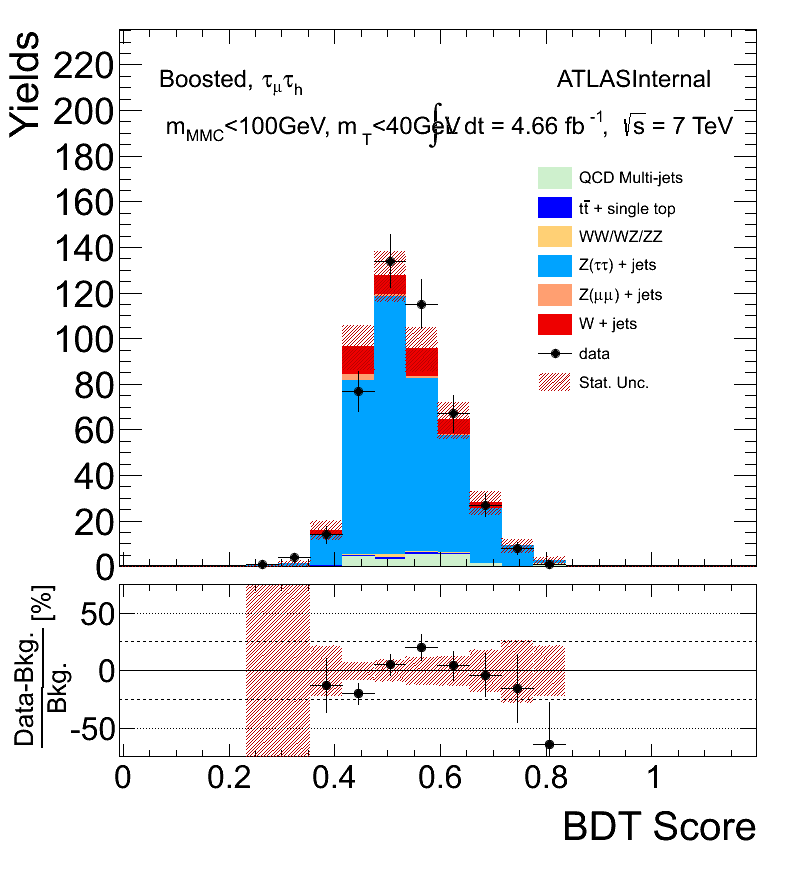 Yields
220
200
180
160
140
120
100
80
60
40
20
0
Boosted, τμτh
ATLASInternal
mMMC<100GeV, mT<40GeV ∫L dt = 4.66 fb-1, √s = 7 TeV
QCD Multi-jets
tt̄ + single top
WW/WZ/ZZ
Z(ττ) + jets
Z(μμ) + jets
W + jets
data
Stat. Unc.
Data-Bkg.
Bkg.
[%]
50
0
-50
0 0.2 0.4 0.6 0.8 1
BDT Score